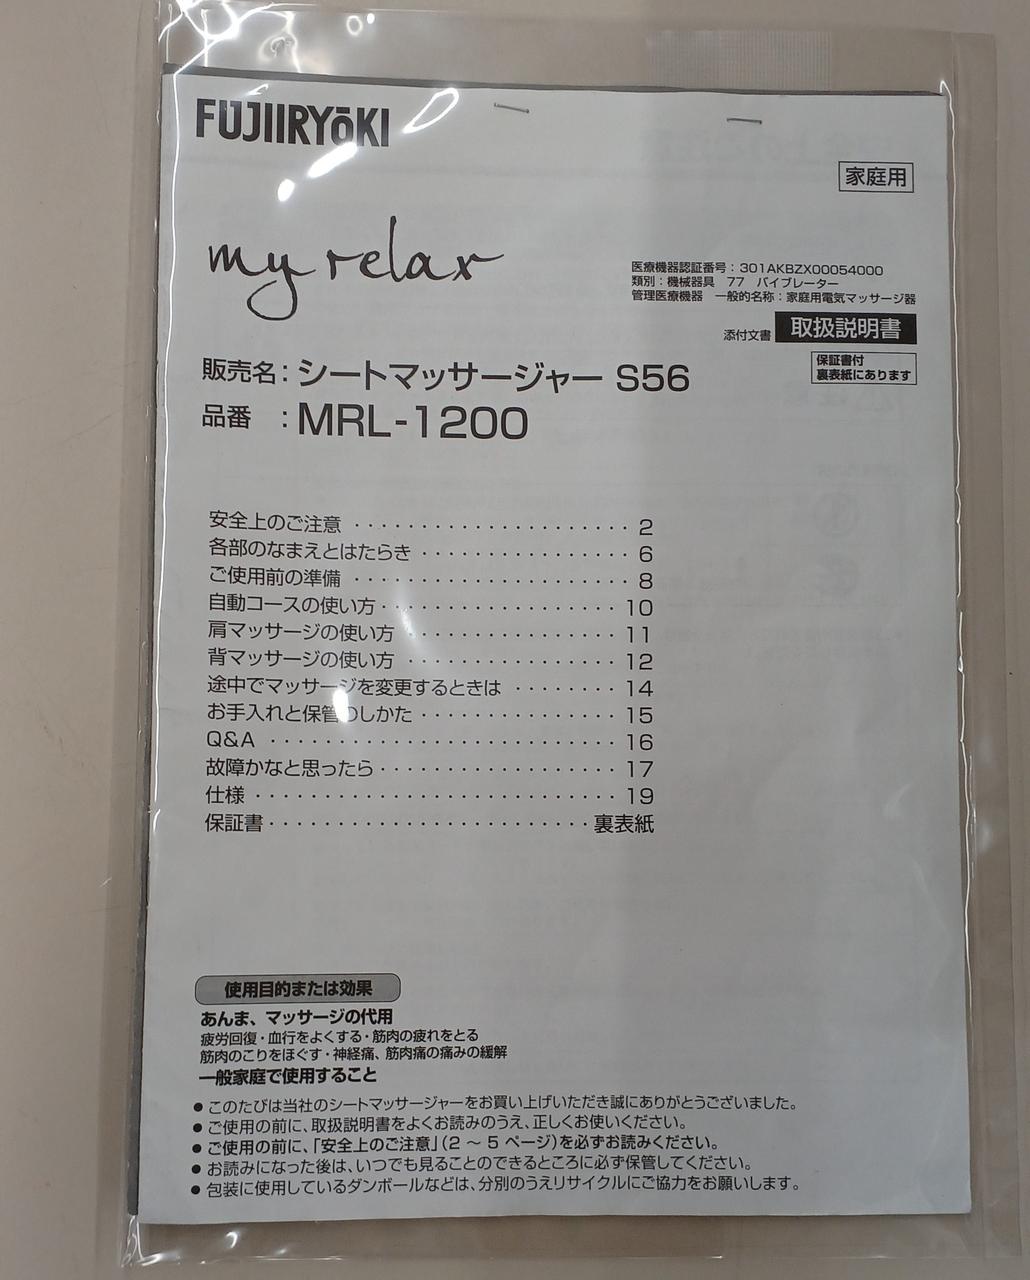 FUJIIRYōKI
家庭用
my relax
医療機器認証番号：301AKBZX00054000
類別：機械器具　77　バイブレーター
管理医療機器　一般的名称：家庭用電気マッサージ器
添付文書 取扱説明書
保証書付
裏表紙にあります
販売名：シートマッサージャー S56
品番　：MRL-1200
安全上のご注意 ····················· 2
各部のなまえとはたらき ················ 6
ご使用前の準備 ····················· 8
自動コースの使い方 ·················· 10
肩マッサージの使い方 ················ 11
背マッサージの使い方 ················ 12
途中でマッサージを変更するときは ········ 14
お手入れと保管のしかた ··············· 15
Q&A ·························· 16
故障かなと思ったら ·················· 17
仕様 ··························· 19
保証書 ························ 裏表紙
使用目的または効果
あんま、マッサージの代用
疲労回復・血行をよくする・筋肉の疲れをとる
筋肉のこりをほぐす・神経痛、筋肉痛の痛みの緩解
一般家庭で使用すること
● このたびは当社のシートマッサージャーをお買い上げいただき誠にありがとうございました。
● ご使用の前に、取扱説明書をよくお読みのうえ、正しくお使いください。
● ご使用の前に、「安全上のご注意」（2 〜 5 ページ）を必ずお読みください。
● お読みになった後は、いつでも見ることのできるところに必ず保管してください。
● 包装に使用しているダンボールなどは、分別のうえリサイクルにご協力をお願いします。